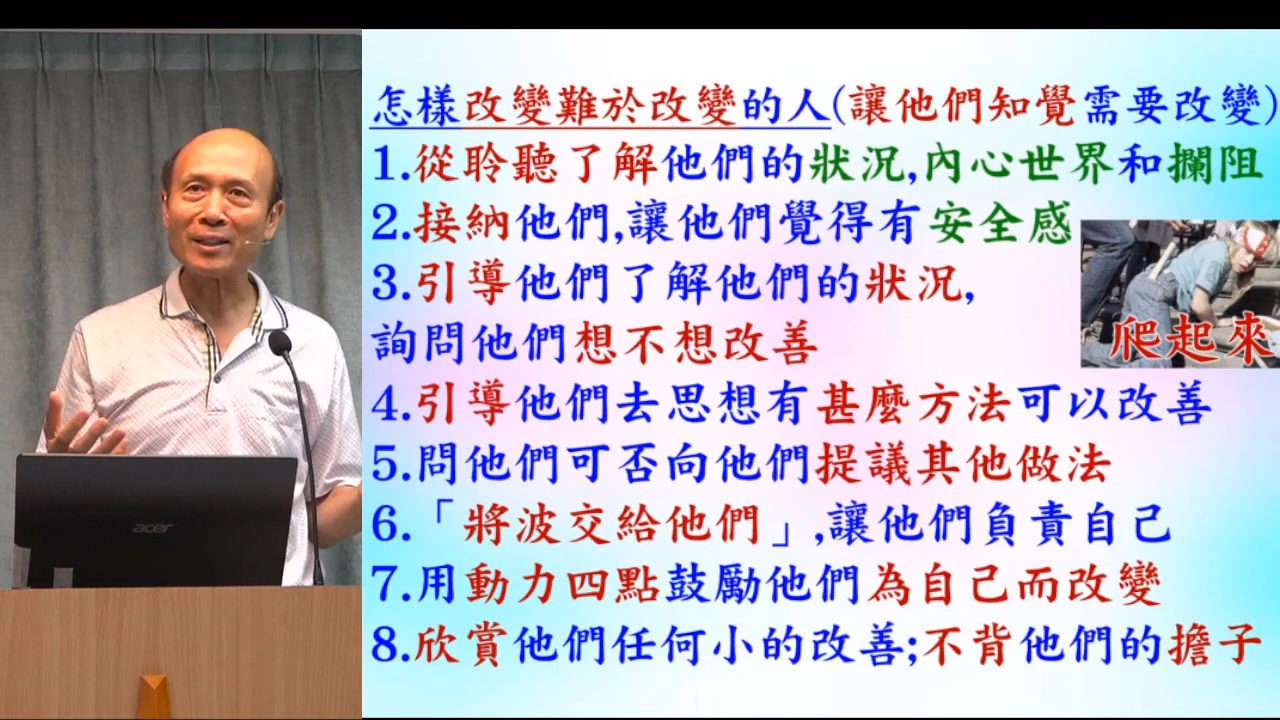 怎樣改變難於改變的人(讓他們知覺需要改變)
1.從聆聽了解他們的狀況,內心世界和攔阻
2.接納他們,讓他們覺得有安全感
3.引導他們了解他們的狀況,
詢問他們想不想改善
爬起來
4.引導他們去思想有甚麼方法可以改善
5.問他們可否向他們提議其他做法
6.「將波交給他們」,讓他們負責自己
7.用動力四點鼓勵他們為自己而改變
8.欣賞他們任何小的改善;不背他們的擔子
acer